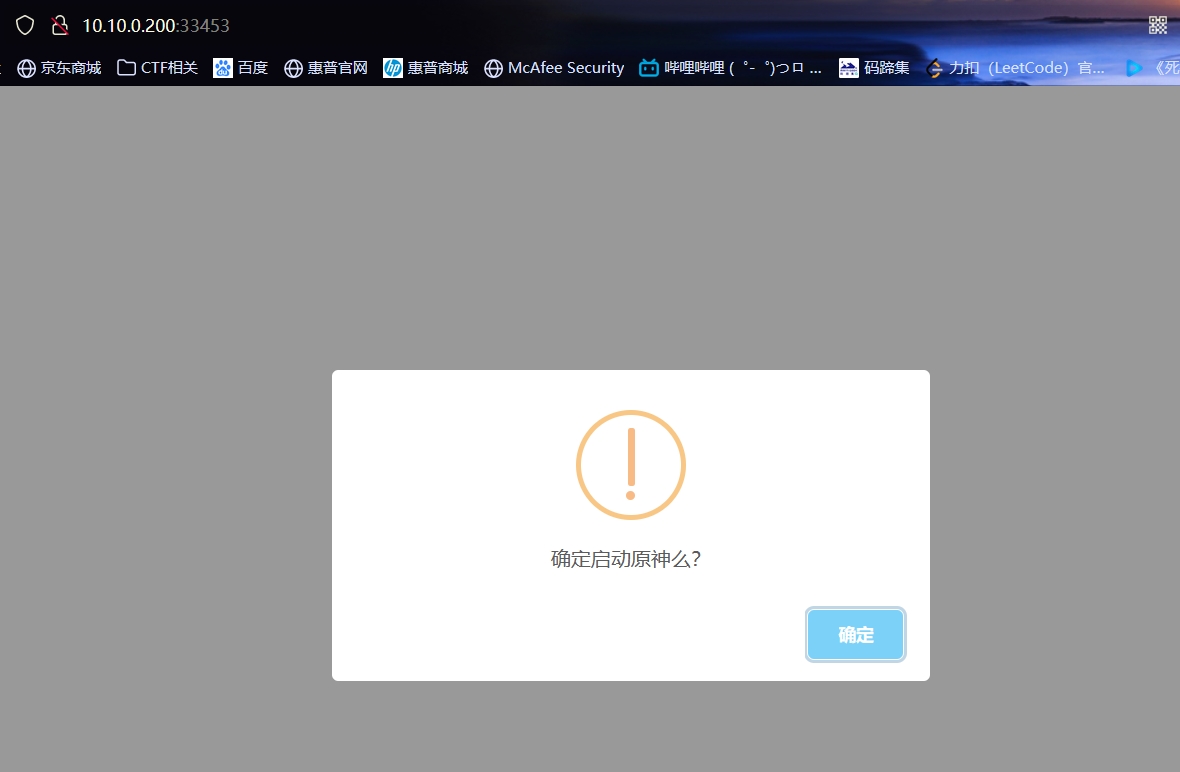 10.10.0.200:33453
京东商城 CTF相关 百度 惠普官网 惠普商城 McAfee Security 哔哩哔哩 (゜-゜)つロ ... 码蹄集 力扣（LeetCode）官... 《死
确定启动原神么?
确定